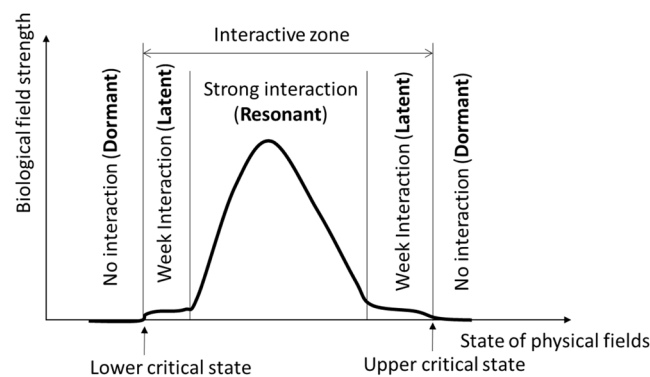 Interactive zone
Biological field strength
No interaction (Dormant)
Week Interaction (Latent)
Strong interaction
(Resonant)
Week Interaction (Latent)
No interaction (Dormant)
State of physical fields
Lower critical state
Upper critical state